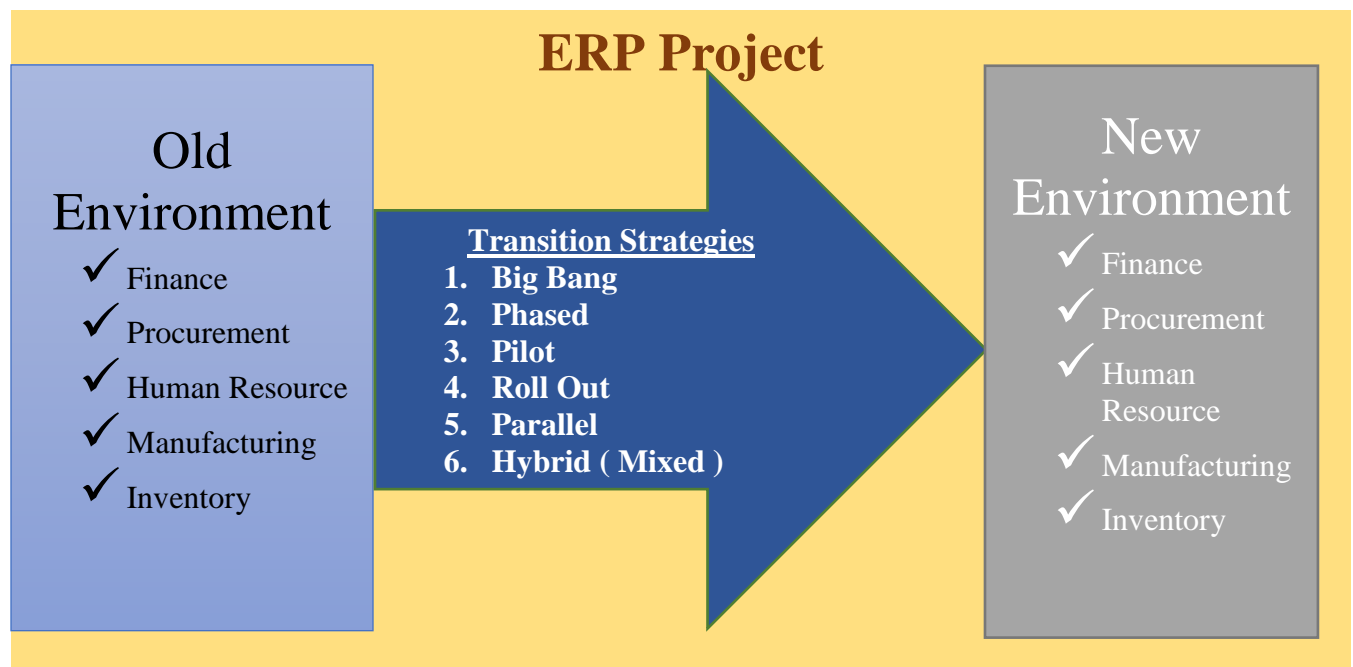 ERP Project
Old
Environment
✓ Finance
✓ Procurement
✓ Human Resource
✓ Manufacturing
✓ Inventory
Transition Strategies
1. Big Bang
2. Phased
3. Pilot
4. Roll Out
5. Parallel
6. Hybrid ( Mixed )
New
Environment
✓ Finance
✓ Procurement
✓ Human
Resource
✓ Manufacturing
✓ Inventory